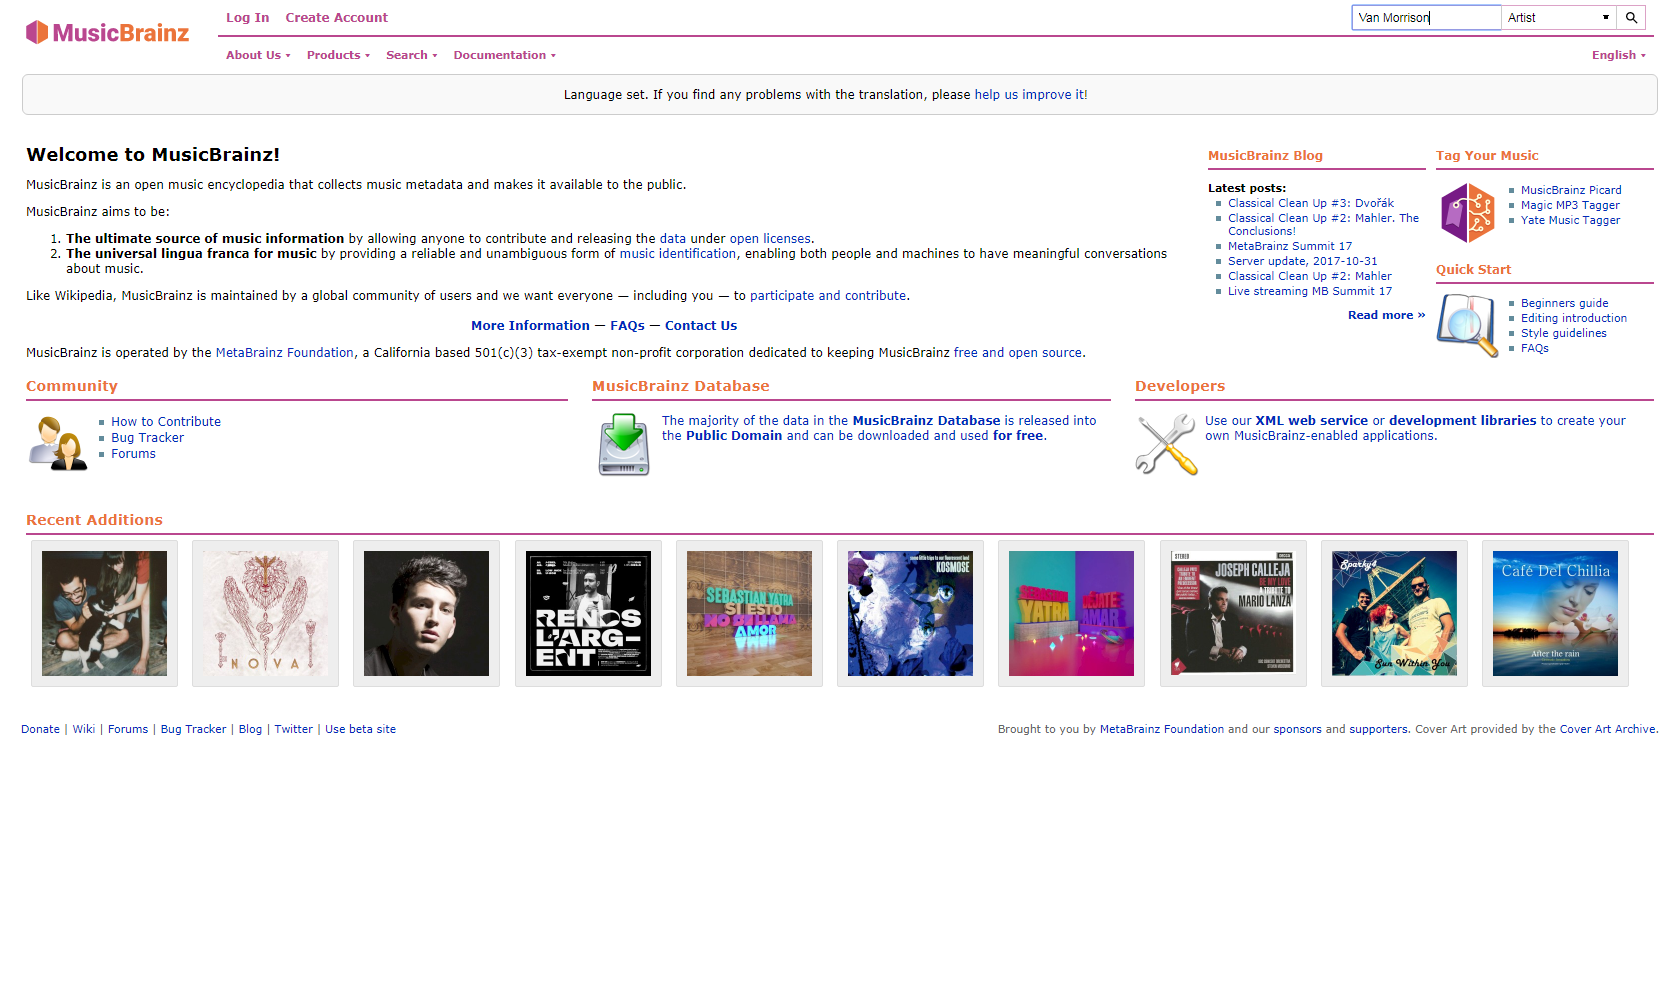 MusicBrainz
Log In Create Account
Van Morrison Artist
About Us Products Search Documentation
English
Language set. If you find any problems with the translation, please help us improve it!
Welcome to MusicBrainz!
MusicBrainz is an open music encyclopedia that collects music metadata and makes it available to the public.
MusicBrainz aims to be:
1. The ultimate source of music information by allowing anyone to contribute and releasing the data under open licenses.
2. The universal lingua franca for music by providing a reliable and unambiguous form of music identification, enabling both people and machines to have meaningful conversations
about music.
Like Wikipedia, MusicBrainz is maintained by a global community of users and we want everyone — including you — to participate and contribute.
More Information — FAQs — Contact Us
MusicBrainz is operated by the MetaBrainz Foundation, a California based 501(c)(3) tax-exempt non-profit corporation dedicated to keeping MusicBrainz free and open source.
MusicBrainz Blog
Latest posts:
Classical Clean Up #3: Dvořák
Classical Clean Up #2: Mahler. The
Conclusions!
MetaBrainz Summit 17
Server update, 2017-10-31
Classical Clean Up #2: Mahler
Live streaming MB Summit 17
Read more »
Tag Your Music
MusicBrainz Picard
Magic MP3 Tagger
Yate Music Tagger
Quick Start
Beginners guide
Editing introduction
Style guidelines
FAQs
Community
How to Contribute
Bug Tracker
Forums
MusicBrainz Database
The majority of the data in the MusicBrainz Database is released into
the Public Domain and can be downloaded and used for free.
Developers
Use our XML web service or development libraries to create your
own MusicBrainz-enabled applications.
Recent Additions
NOVA
RENOS
L'ARG-
ENT
SEBASTIAN YATRA
SI ESTO
NO SE LLAMA
AMOR
KOSMOSE
SEBASTIAN
YATRA
DEJATE
AMAR
STEREO
DECCA
JOSEPH CALLEJA
BE MY LOVE
A TRIBUTE TO
MARIO LANZA
Sparky4
Sun Within You
Café Del Chillia
After the rain
Donate | Wiki | Forums | Bug Tracker | Blog | Twitter | Use beta site
Brought to you by MetaBrainz Foundation and our sponsors and supporters. Cover Art provided by the Cover Art Archive.